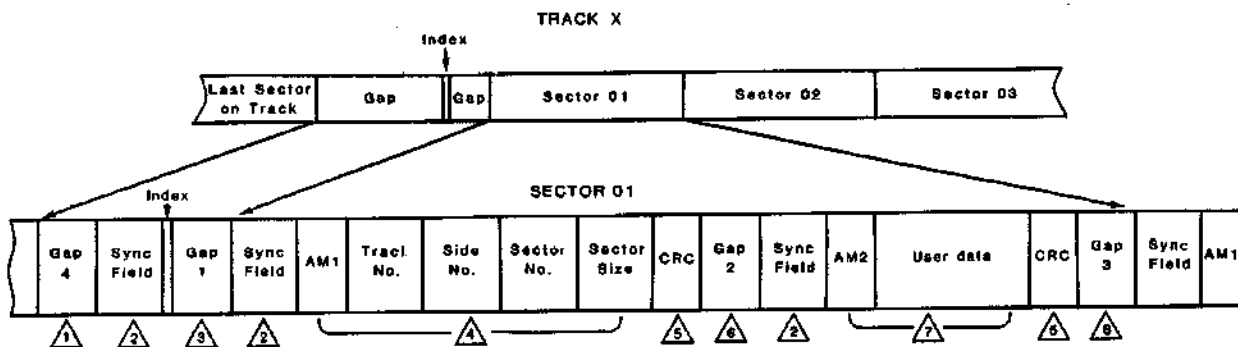 TRACK X
Index
Last Sector on Track
Gap
Gap
Sector 01
Sector 02
Sector 03
Index
SECTOR 01
Gap 4
Sync Field
Gap 1
Sync Field
AM1
Tracl No.
Side No.
Sector No.
Sector Size
CRC
Gap 2
Sync Field
AM2
User data
CRC
Gap 3
Sync Field
AM1
1 2 3 2 4 5 6 2 7 5 8